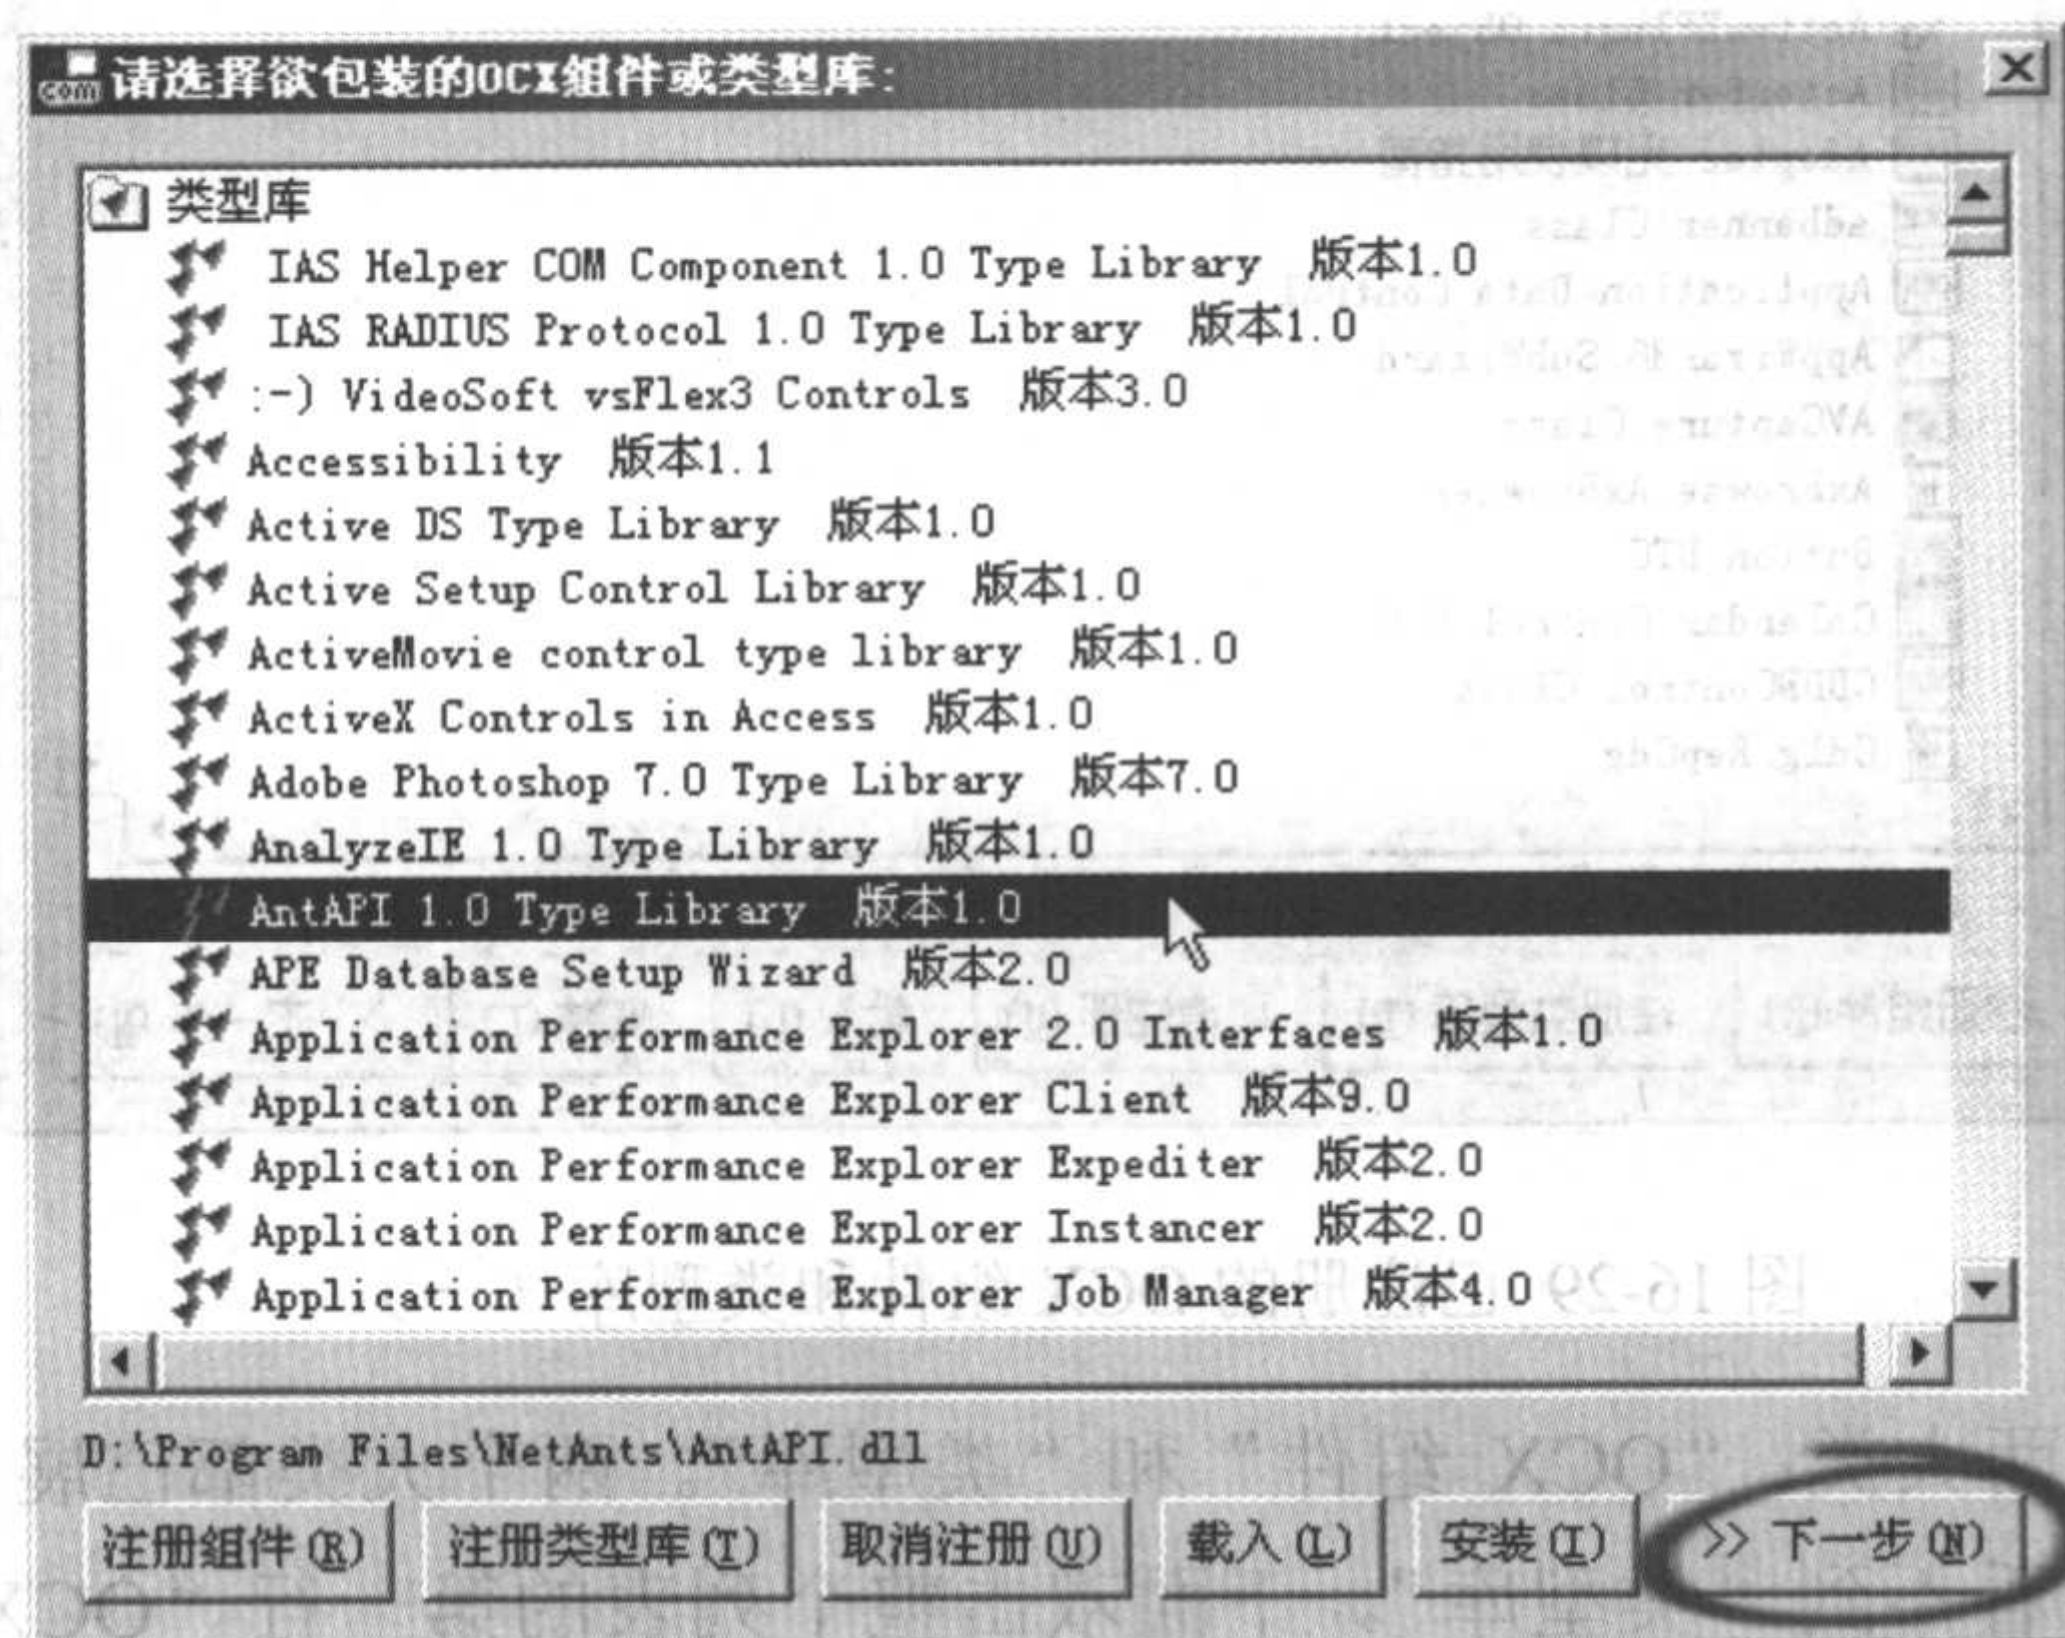 com 请选择欲包装的OCX组件或类型库:
类型库
IAS Helper COM Component 1.0 Type Library 版本1.0
IAS RADIUS Protocol 1.0 Type Library 版本1.0
:-) VideoSoft vsFlex3 Controls 版本3.0
Accessibility 版本1.1
Active DS Type Library 版本1.0
Active Setup Control Library 版本1.0
ActiveMovie control type library 版本1.0
ActiveX Controls in Access 版本1.0
Adobe Photoshop 7.0 Type Library 版本7.0
AnalyzeIE 1.0 Type Library 版本1.0
AntAPI 1.0 Type Library 版本1.0
APE Database Setup Wizard 版本2.0
Application Performance Explorer 2.0 Interfaces 版本1.0
Application Performance Explorer Client 版本9.0
Application Performance Explorer Expediter 版本2.0
Application Performance Explorer Instancer 版本2.0
Application Performance Explorer Job Manager 版本4.0
D:\Program Files\NetAnts\AntAPI.dll
注册组件(R) 注册类型库(T) 取消注册(U) 载入(L) 安装(I) >> 下一步(N)